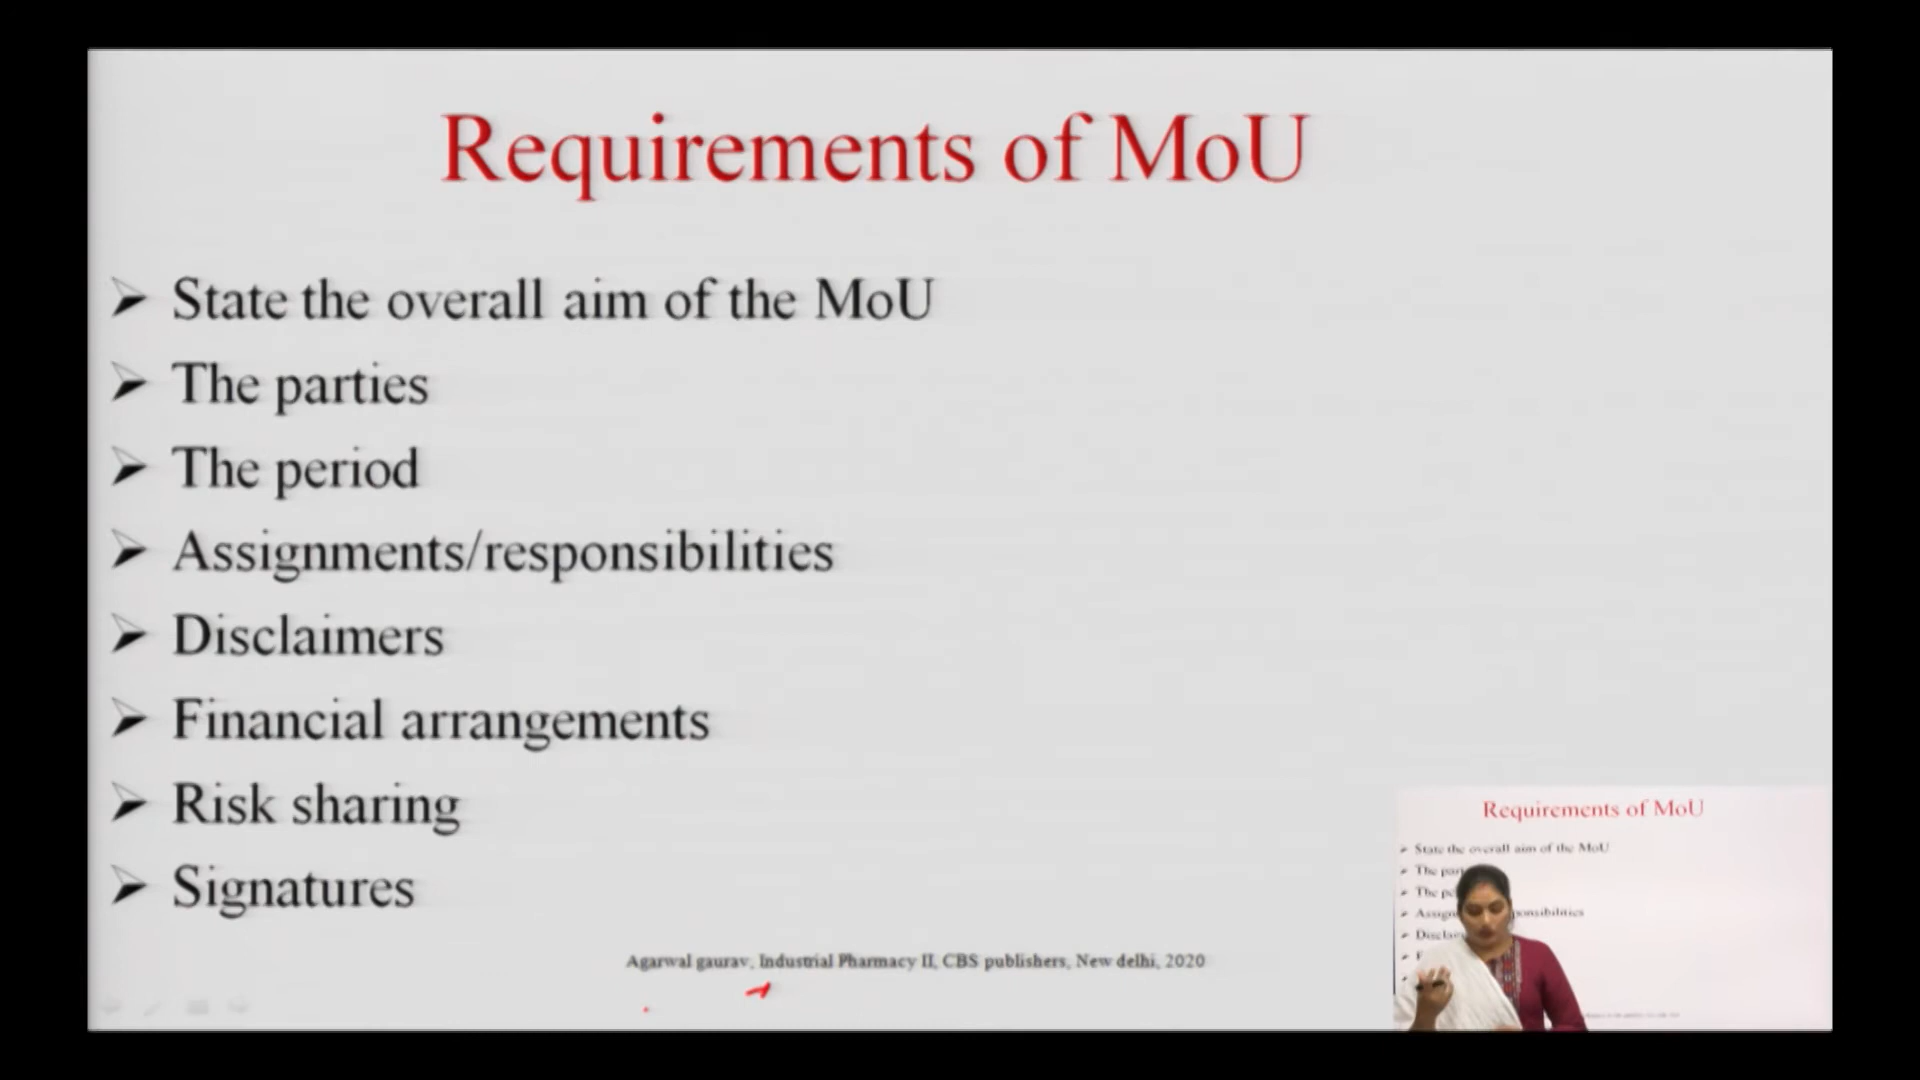 Requirements of MoU
State the overall aim of the MoU
The parties
The period
Assignments/responsibilities
Disclaimers
Financial arrangements
Risk sharing
Signatures
Agarwal gaurav, Industrial Pharmacy II, CBS publishers, New delhi, 2020
Requirements of MoU
State the overall aim of the MoU
The
The